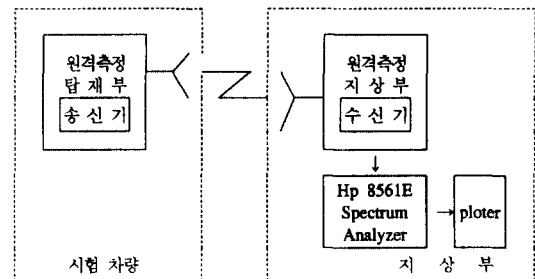 원격측정
탑 재 부
송 신 기
시험 차량
원격측정
지 상 부
수 신 기
Hp 8561E
Spectrum
Analyzer
ploter
지 상 부